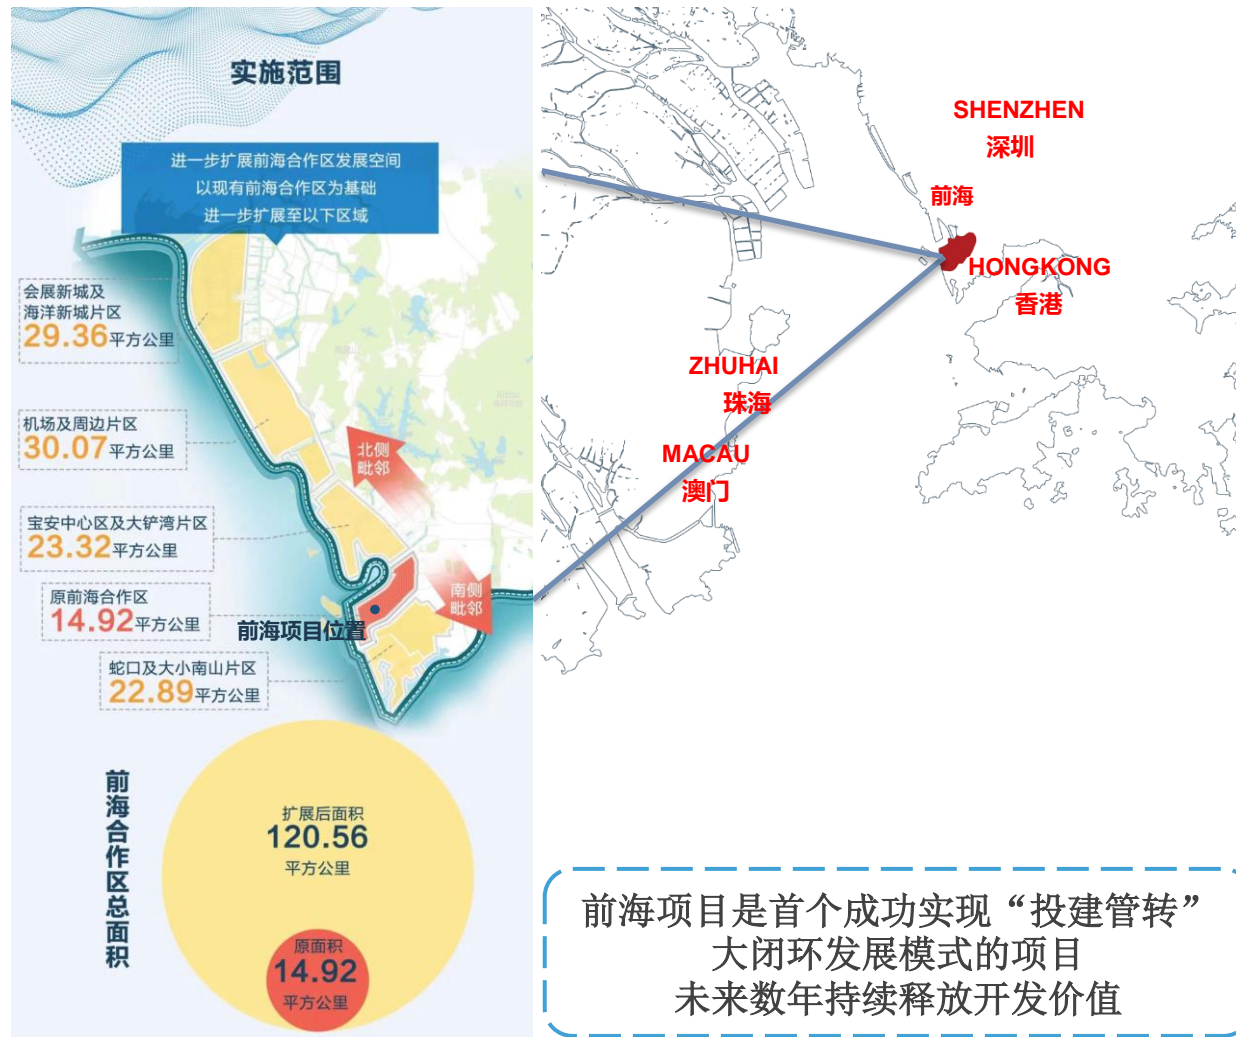 实施范围
进一步扩展前海合作区发展空间
以现有前海合作区为基础
进一步扩展至以下区域
会展新城及
海洋新城片区
29.36平方公里
机场及周边片区
30.07平方公里
北侧
毗邻
宝安中心区及大铲湾片区
23.32平方公里
原前海合作区
14.92平方公里
南侧
毗邻
前海项目位置
蛇口及大小南山片区
22.89平方公里
前海合作区总面积
扩展后面积
120.56
平方公里
原面积
14.92
平方公里
SHENZHEN
深圳
前海
HONGKONG
香港
ZHUHAI
珠海
MACAU
澳门
前海项目是首个成功实现“投建管转”
大闭环发展模式的项目
未来数年持续释放开发价值